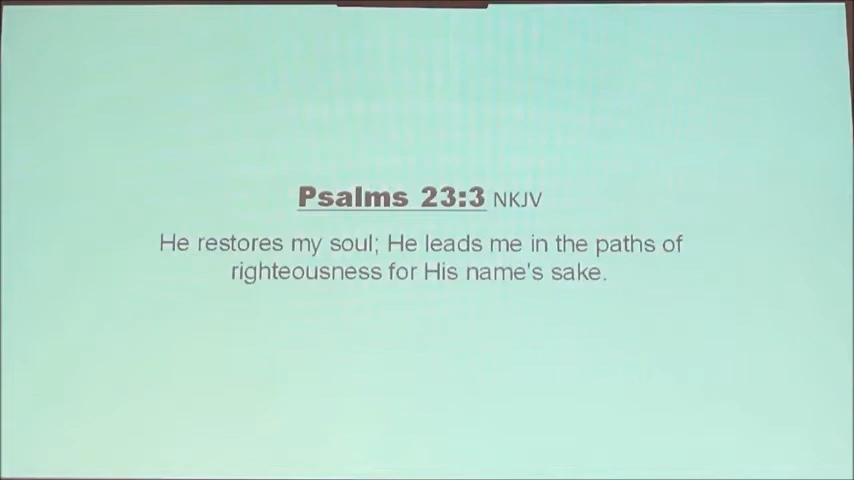 Psalms 23:3 NKJV
He restores my soul; He leads me in the paths of
righteousness for His name's sake.